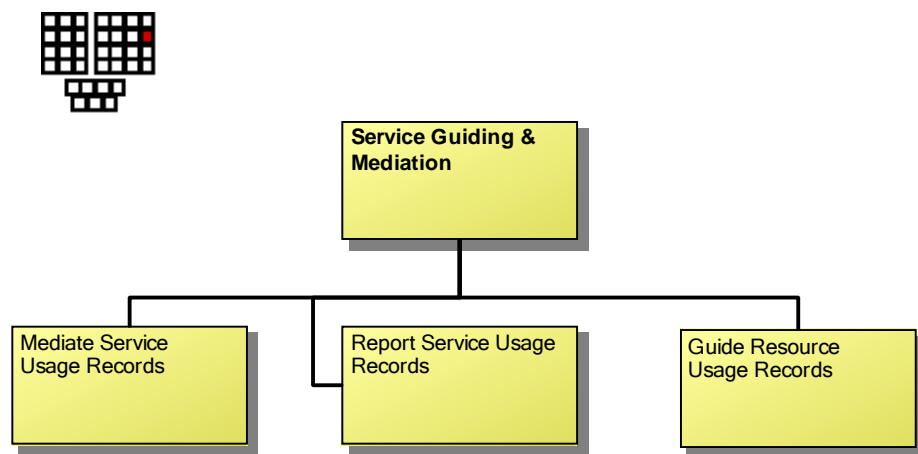 Service Guiding &
Mediation
Mediate Service
Usage Records
Report Service Usage
Records
Guide Resource
Usage Records